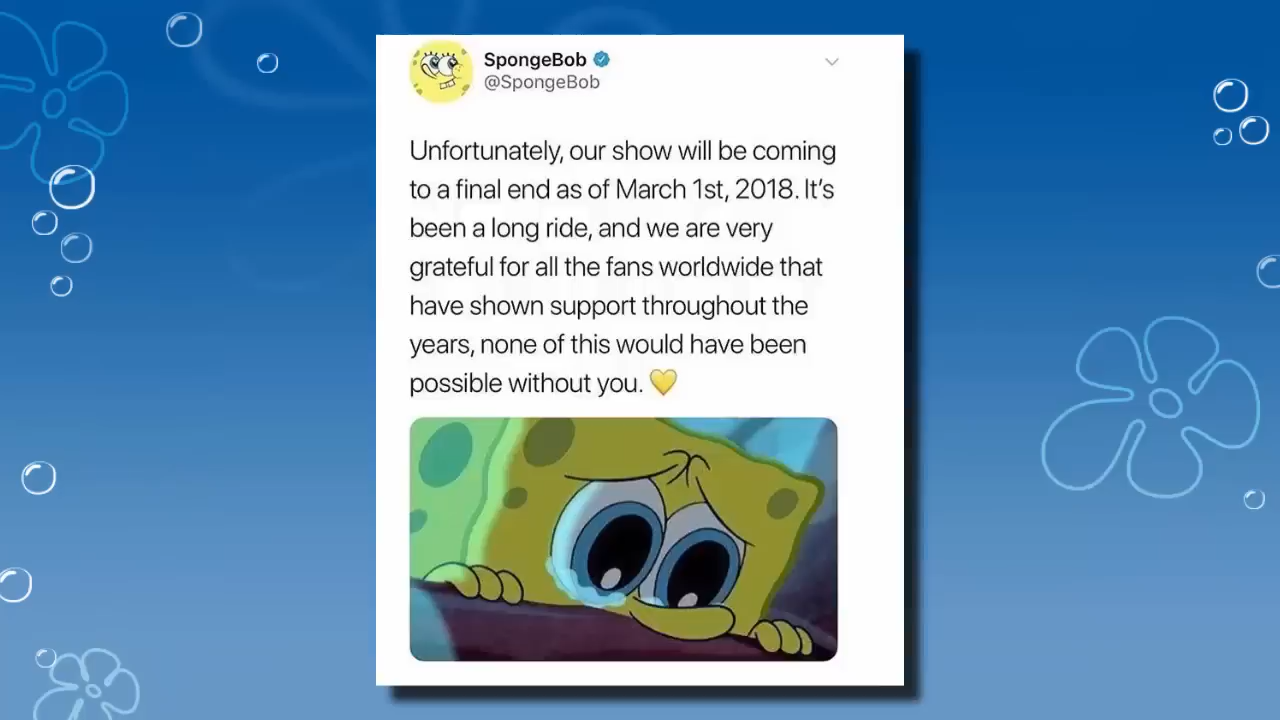 SpongeBob
@SpongeBob
Unfortunately, our show will be coming
to a final end as of March 1st, 2018. It’s
been a long ride, and we are very
grateful for all the fans worldwide that
have shown support throughout the
years, none of this would have been
possible without you. 💛